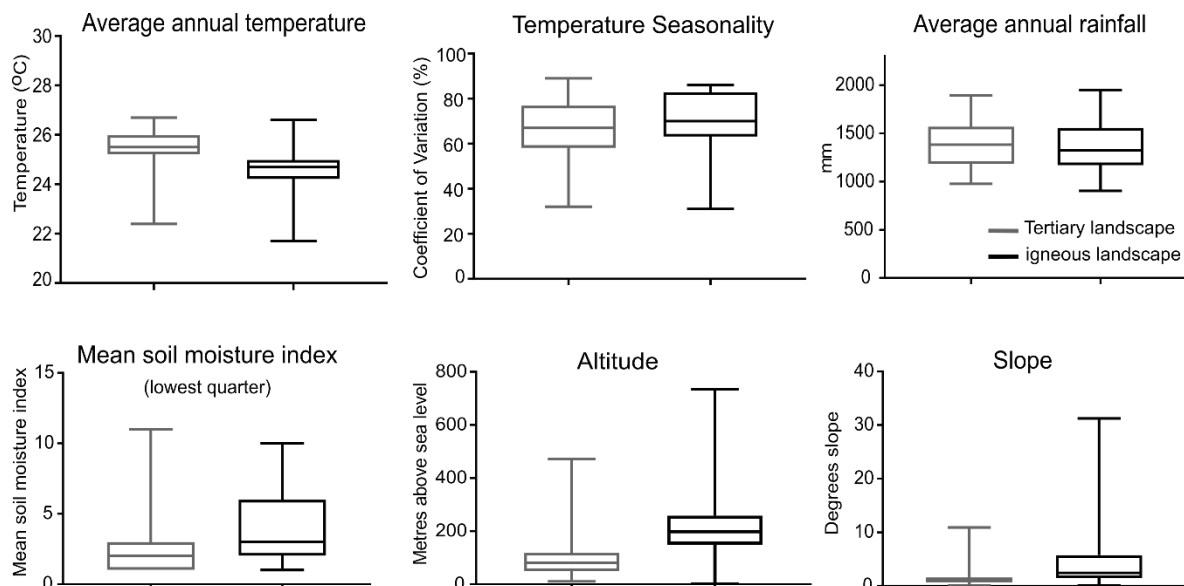 Average annual temperature
Temperature (ºC)
30
28
26
24
22
20
Temperature Seasonality
Coefficient of Variation (%)
100
80
60
40
20
0
Average annual rainfall
mm
2000
1500
1000
500
0
Tertiary landscape
igneous landscape
Mean soil moisture index
(lowest quarter)
Mean soil moisture index
15
10
5
0
Altitude
Metres above sea level
800
600
400
200
0
Slope
Degrees slope
40
30
20
10
0